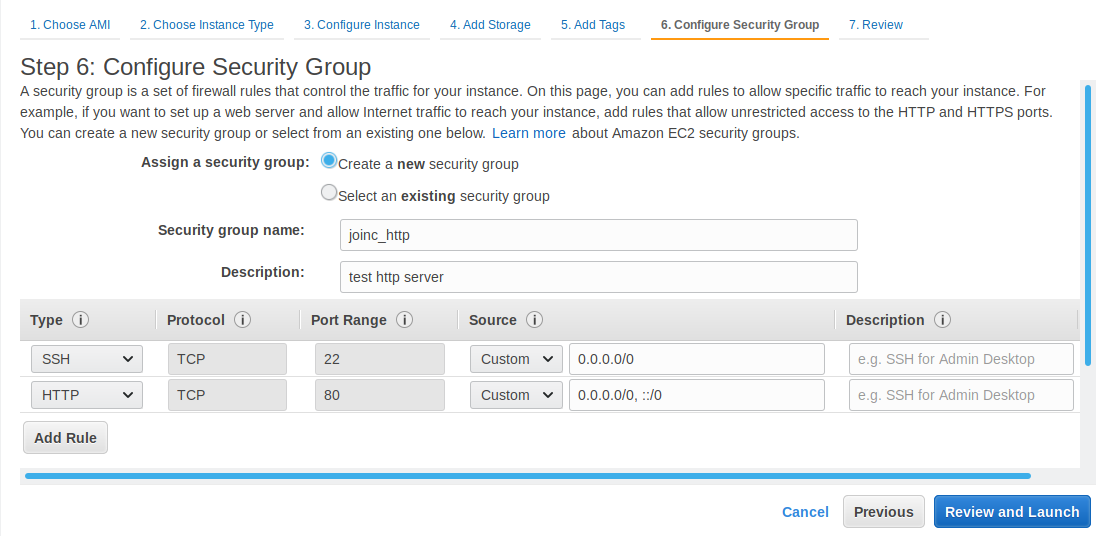 1. Choose AMI 2. Choose Instance Type 3. Configure Instance 4. Add Storage 5. Add Tags 6. Configure Security Group 7. Review
Step 6: Configure Security Group
A security group is a set of firewall rules that control the traffic for your instance. On this page, you can add rules to allow specific traffic to reach your instance. For
example, if you want to set up a web server and allow Internet traffic to reach your instance, add rules that allow unrestricted access to the HTTP and HTTPS ports.
You can create a new security group or select from an existing one below. Learn more about Amazon EC2 security groups.
Assign a security group: Create a new security group
Select an existing security group
Security group name: joinc_http
Description: test http server
Type i Protocol i Port Range i Source i Description i
SSH TCP 22 Custom 0.0.0.0/0 e.g. SSH for Admin Desktop
HTTP TCP 80 Custom 0.0.0.0/0, ::/0 e.g. SSH for Admin Desktop
Add Rule
Cancel Previous Review and Launch